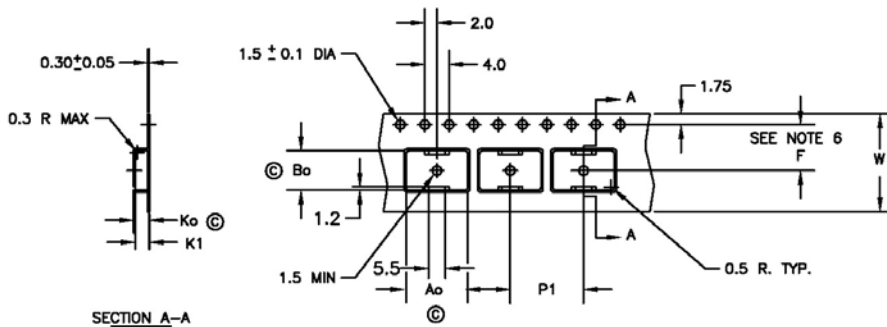 2.0
1.5 ± 0.1 DIA
4.0
0.30±0.05
1.75
A
0.3 R MAX
SEE NOTE 6
F
W
Ⓒ Bo
1.2
Ko Ⓒ
K1
A
5.5
1.5 MIN
Ao
P1
0.5 R. TYP.
Ⓒ
SECTION A-A